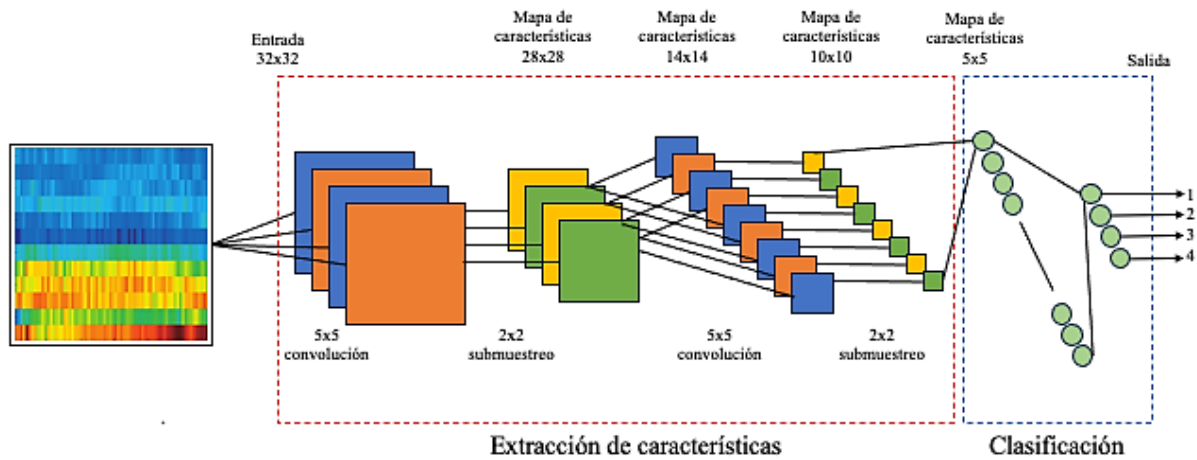 Entrada
32x32
Mapa de
características
28x28
Mapa de
características
14x14
Mapa de
características
10x10
Mapa de
características
5x5
Salida
1
2
3
4
5x5
convolución
2x2
submuestreo
5x5
convolución
2x2
submuestreo
Extracción de características
Clasificación